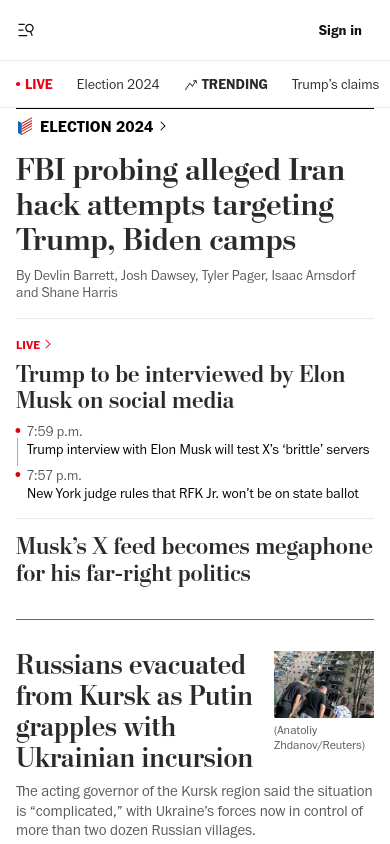 Sign in
LIVE
Election 2024
TRENDING
Trump's claims
ELECTION 2024
FBI probing alleged Iran
hack attempts targeting
Trump, Biden camps
By Devlin Barrett, Josh Dawsey, Tyler Pager, Isaac Arnsdorf
and Shane Harris
LIVE
Trump to be interviewed by Elon
Musk on social media
7:59 p.m.
Trump interview with Elon Musk will test X's ‘brittle’ servers
7:57 p.m.
New York judge rules that RFK Jr. won't be on state ballot
Musk's X feed becomes megaphone
for his far-right politics
Russians evacuated
from Kursk as Putin
grapples with
Ukrainian incursion
(Anatoliy
Zhdanov/Reuters)
The acting governor of the Kursk region said the situation
is “complicated,” with Ukraine's forces now in control of
more than two dozen Russian villages.